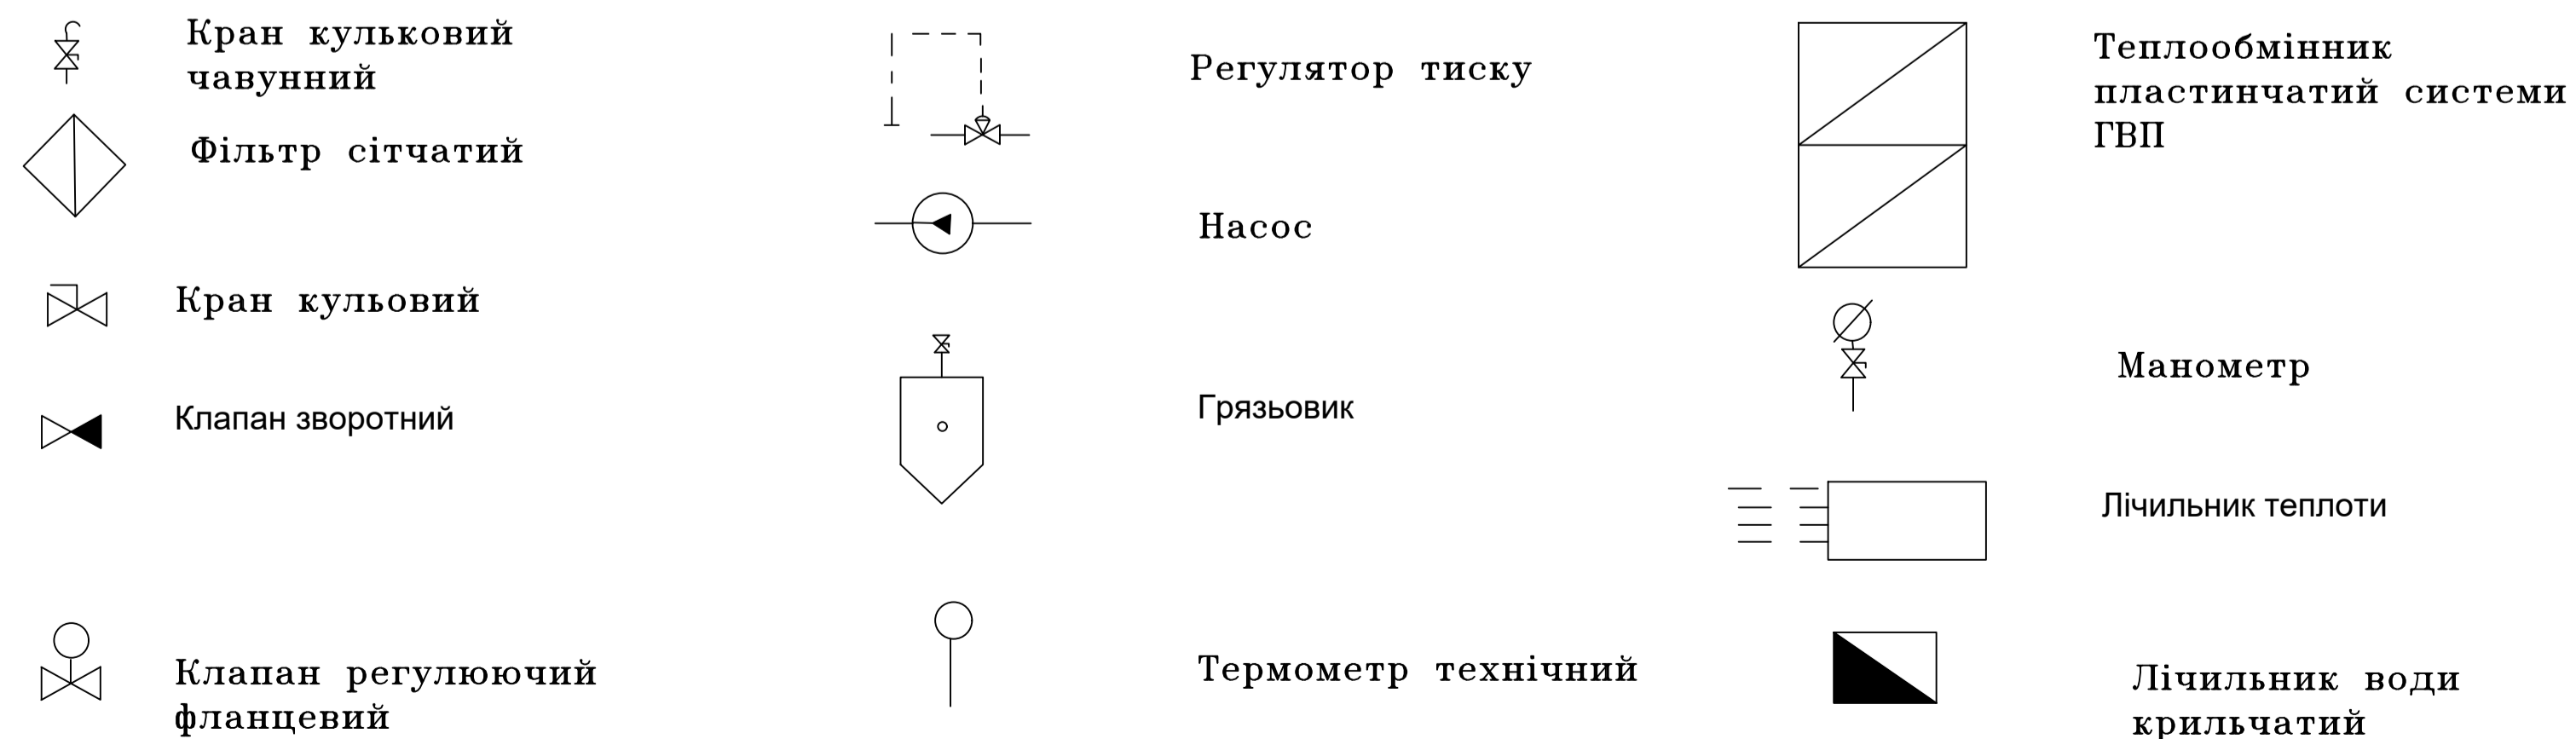 Кран кульковий
чавунний
Фільтр сітчатий
Кран кульовий
Клапан зворотний
Клапан регулюючий
фланцевий
Регулятор тиску
Насос
Грязьовик
Термометр технічний
Теплообмінник
пластинчатий системи
ГВП
Манометр
Лічильник теплоти
Лічильник води
крильчатий